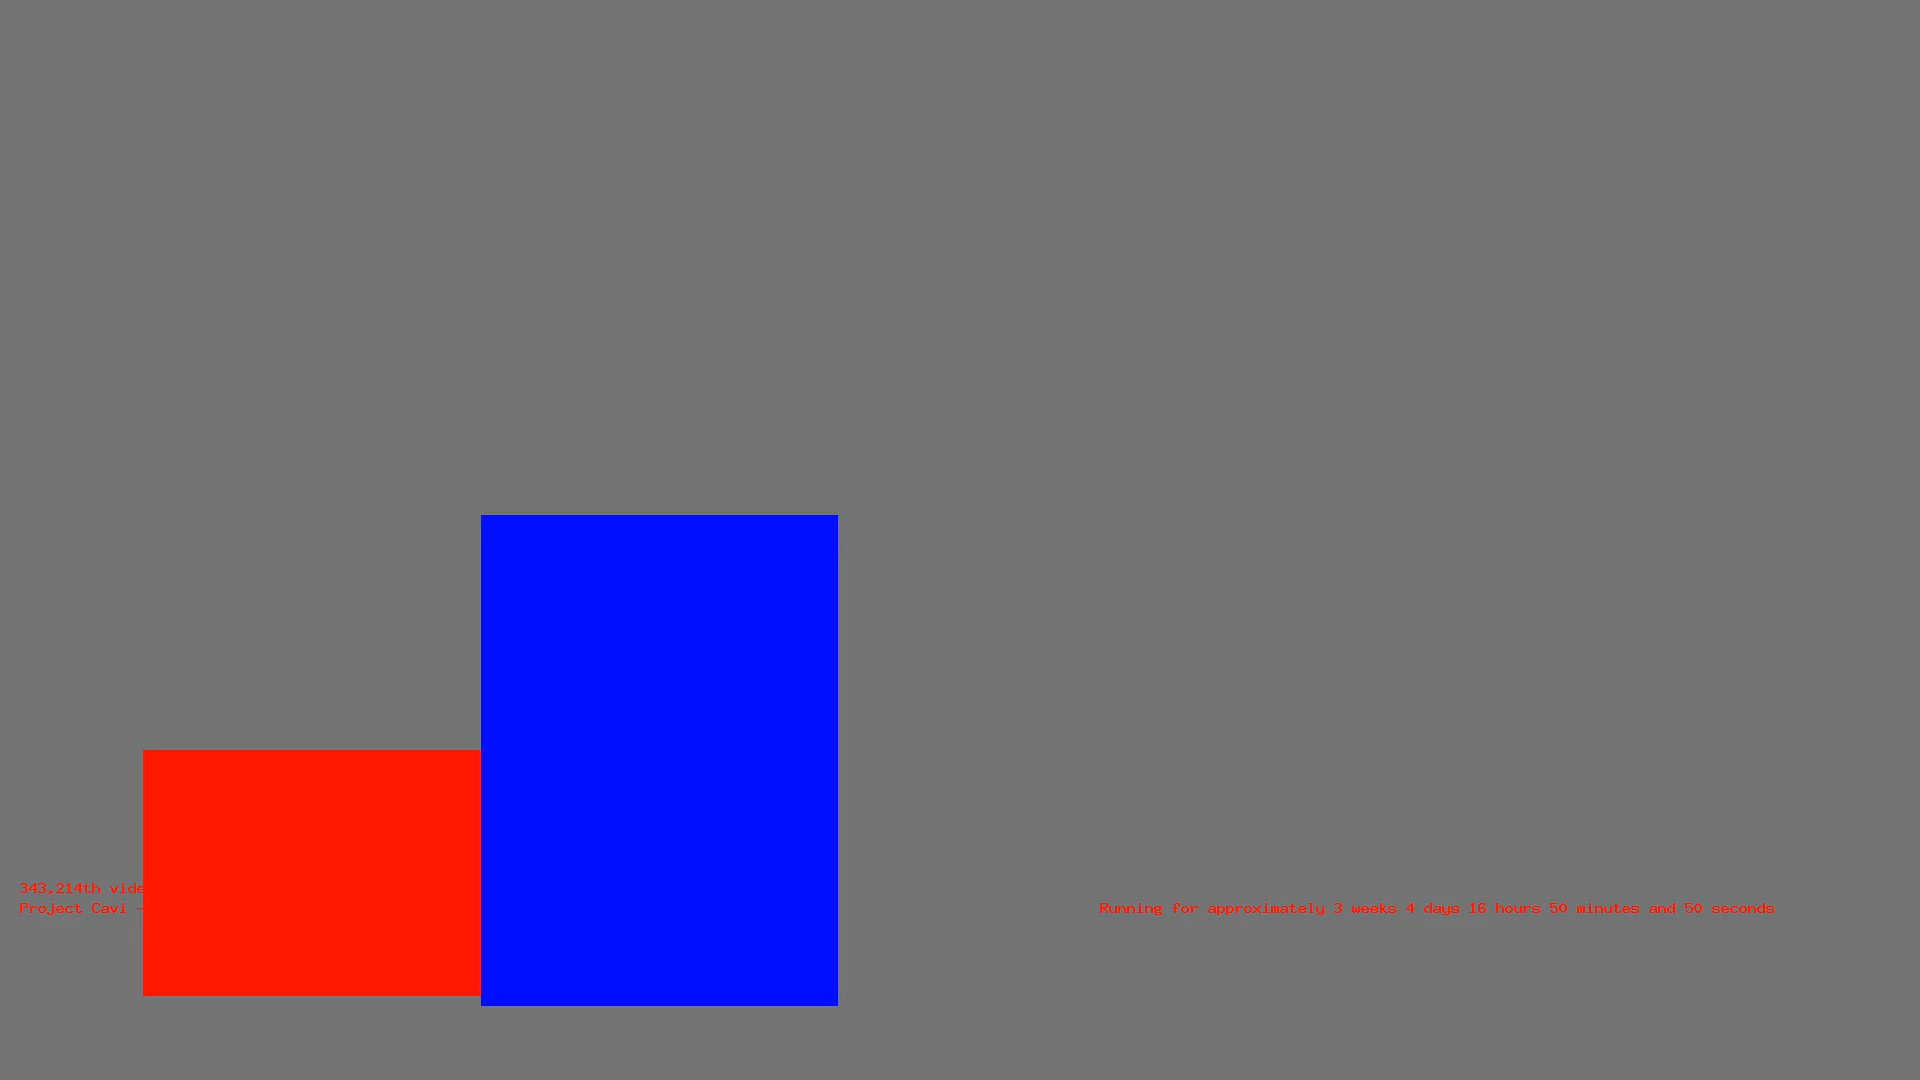 343.214th vide
Project Cavi -
Running for approximately 3 weeks 4 days 16 hours 50 minutes and 50 seconds